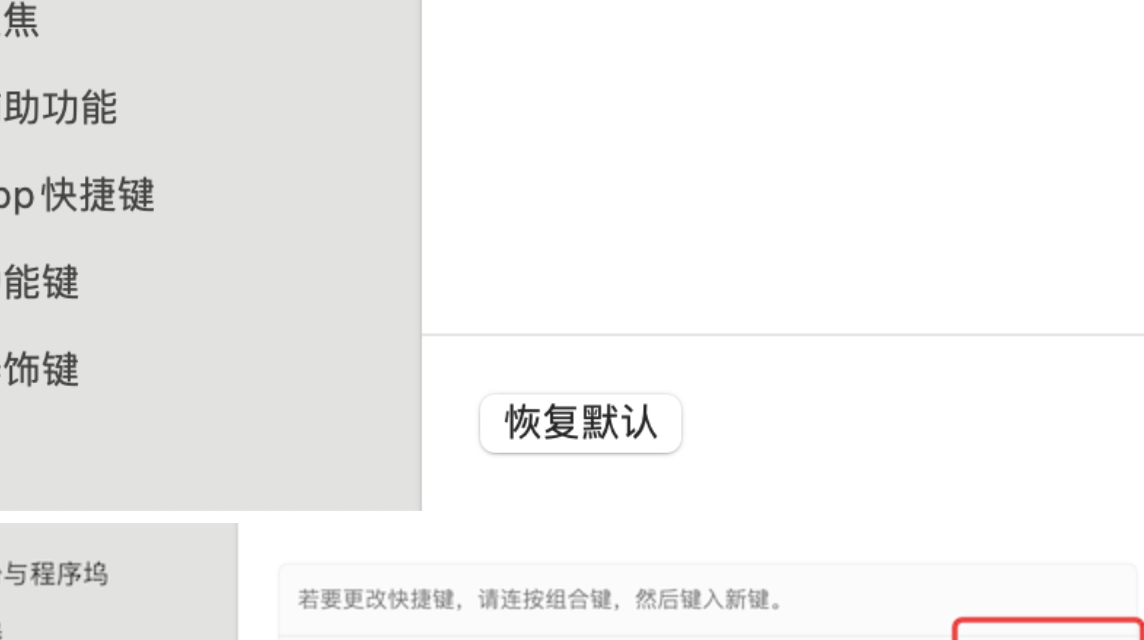 焦
助功能
pp 快捷键
能键
饰键
恢复默认
与程序坞
若要更改快捷键，请连按组合键，然后键入新键。